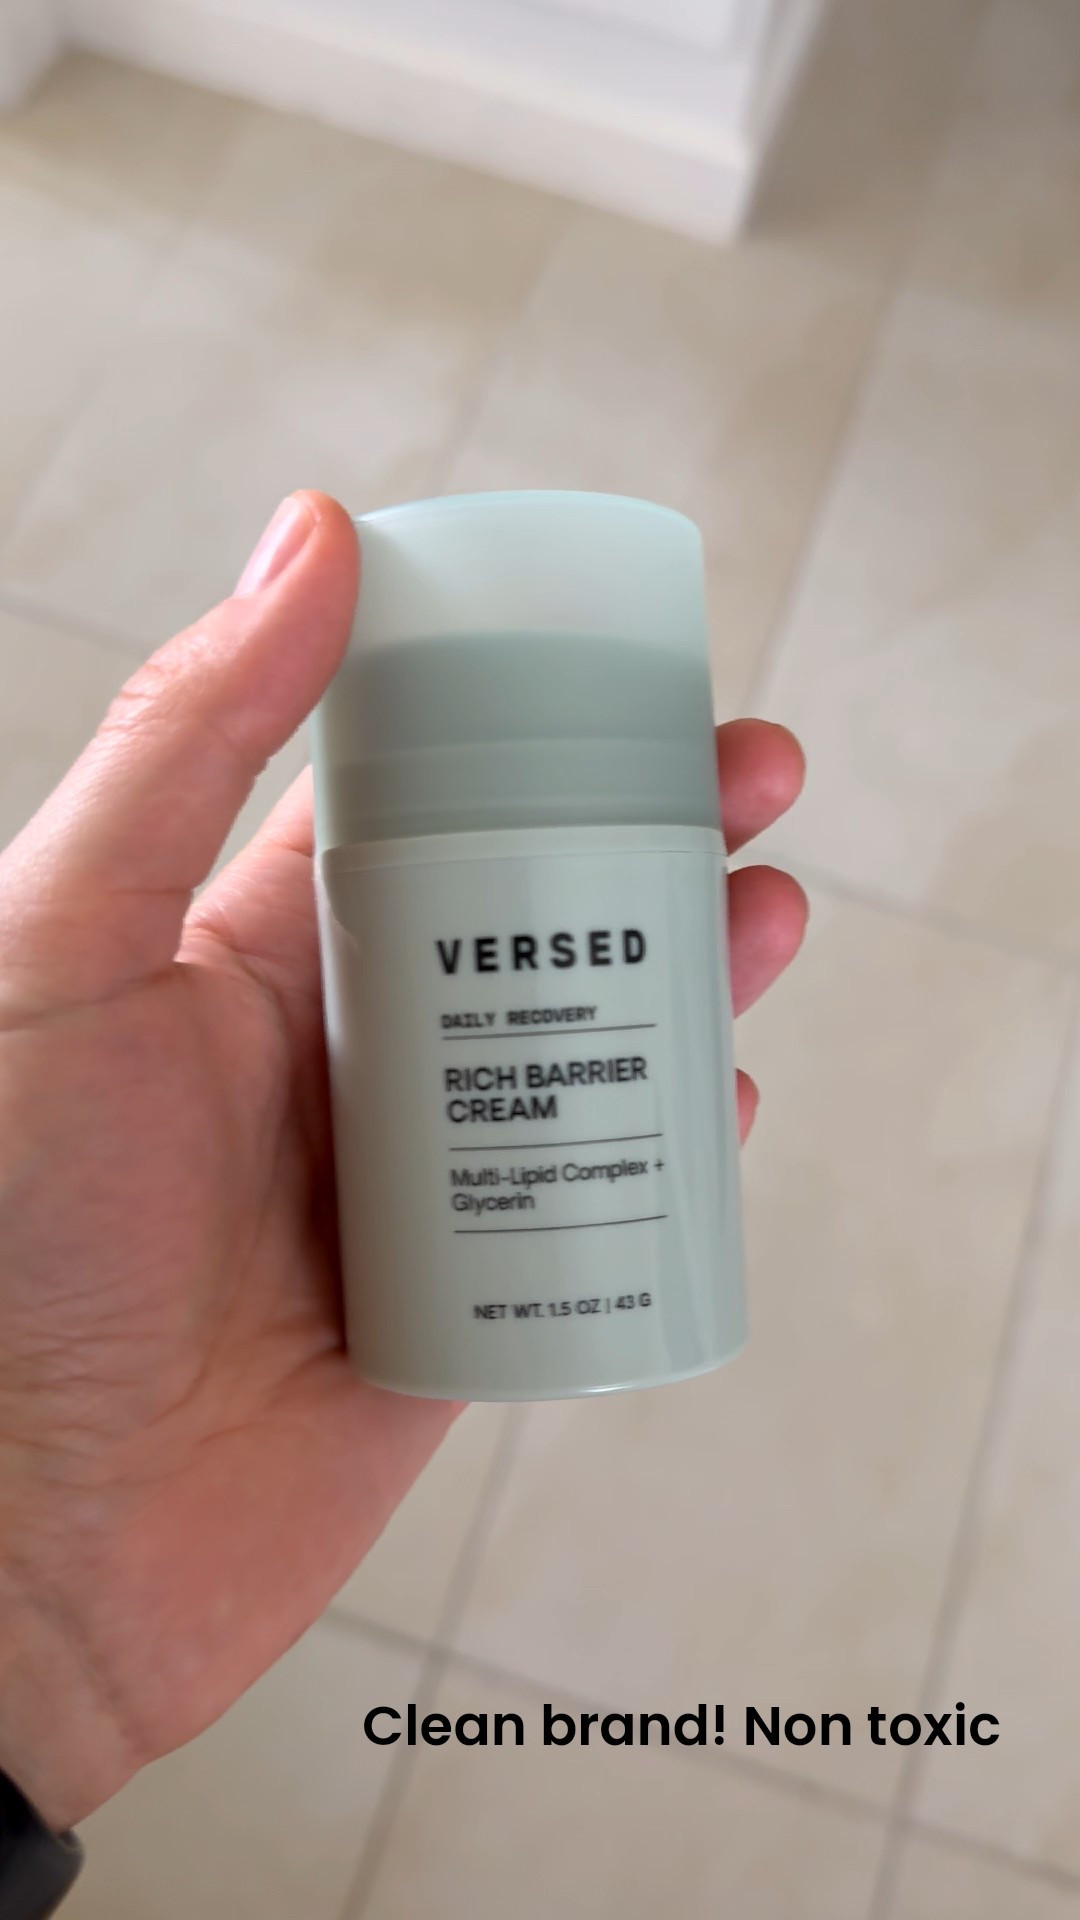 VERSED
DAILY RECOVERY
RICH BARRIER
CREAM
Multi-Lipid Complex +
Glycerin
NET WT. 1.5 OZ | 43 G
Clean brand! Non toxic